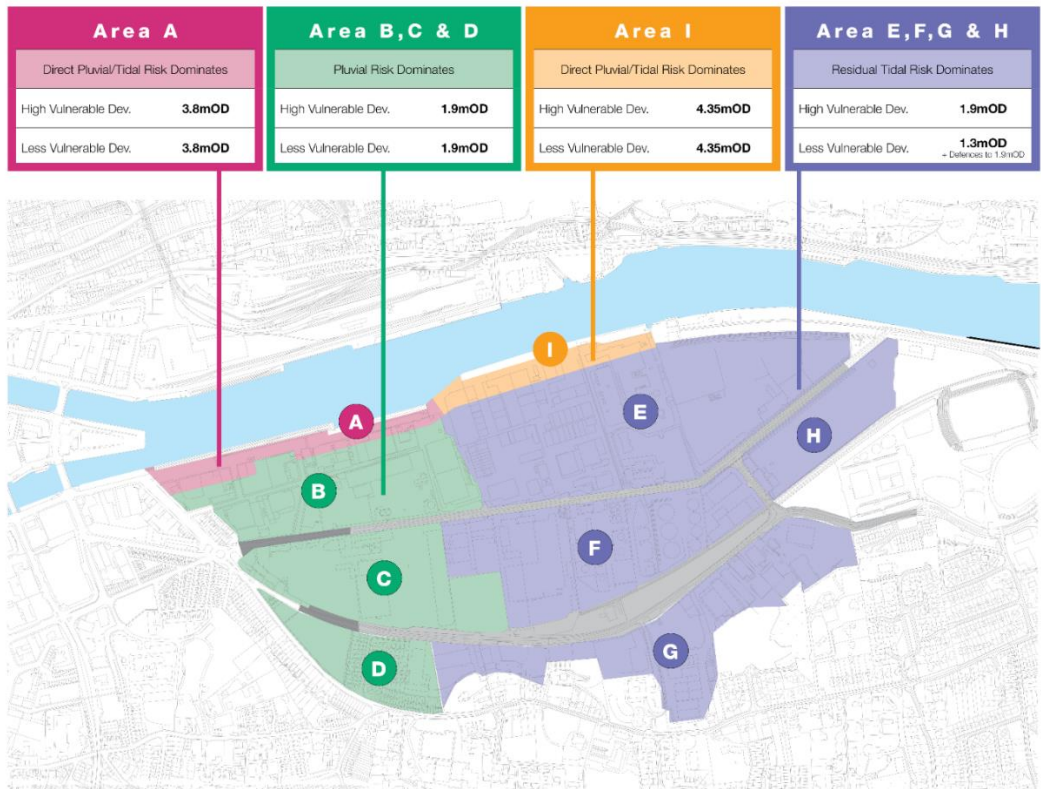 Area A
Direct Pluvial/Tidal Risk Dominates
High Vulnerable Dev. 3.8mOD
Less Vulnerable Dev. 3.8mOD
Area B,C & D
Pluvial Risk Dominates
High Vulnerable Dev. 1.9mOD
Less Vulnerable Dev. 1.9mOD
Area I
Direct Pluvial/Tidal Risk Dominates
High Vulnerable Dev. 4.35mOD
Less Vulnerable Dev. 4.35mOD
Area E,F,G & H
Residual Tidal Risk Dominates
High Vulnerable Dev. 1.9mOD
Less Vulnerable Dev. 1.3mOD
+ Defences to 1.9mOD
I
A
E
H
B
F
C
G
D